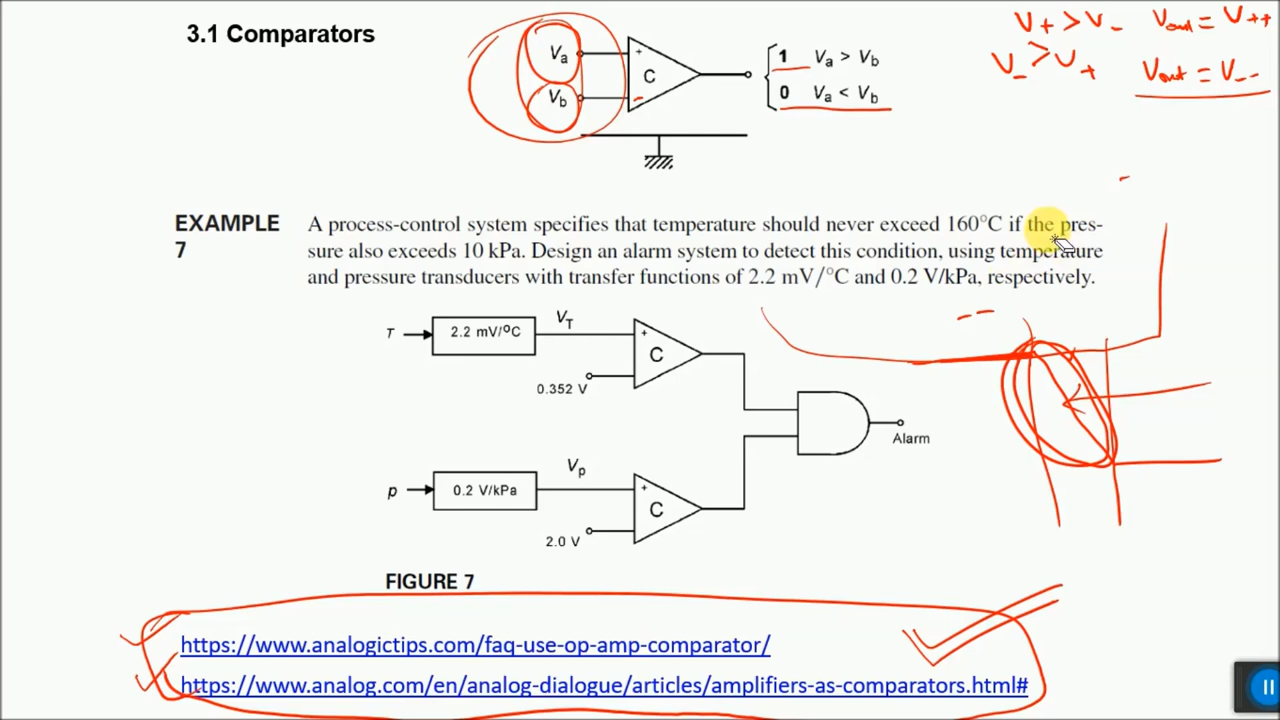 3.1 Comparators
Va
Vb
+
-
C
1 Va > Vb
0 Va < Vb
V+ > V- Vout = V++
V- > V+ Vout = V--
EXAMPLE
7
A process-control system specifies that temperature should never exceed 160°C if the pres-
sure also exceeds 10 kPa. Design an alarm system to detect this condition, using temperature
and pressure transducers with transfer functions of 2.2 mV/°C and 0.2 V/kPa, respectively.
T
2.2 mV/ºC
VT
+
C
0.352 V
Alarm
p
0.2 V/kPa
Vp
+
C
2.0 V
FIGURE 7
https://www.analogictips.com/faq-use-op-amp-comparator/
https://www.analog.com/en/analog-dialogue/articles/amplifiers-as-comparators.html#